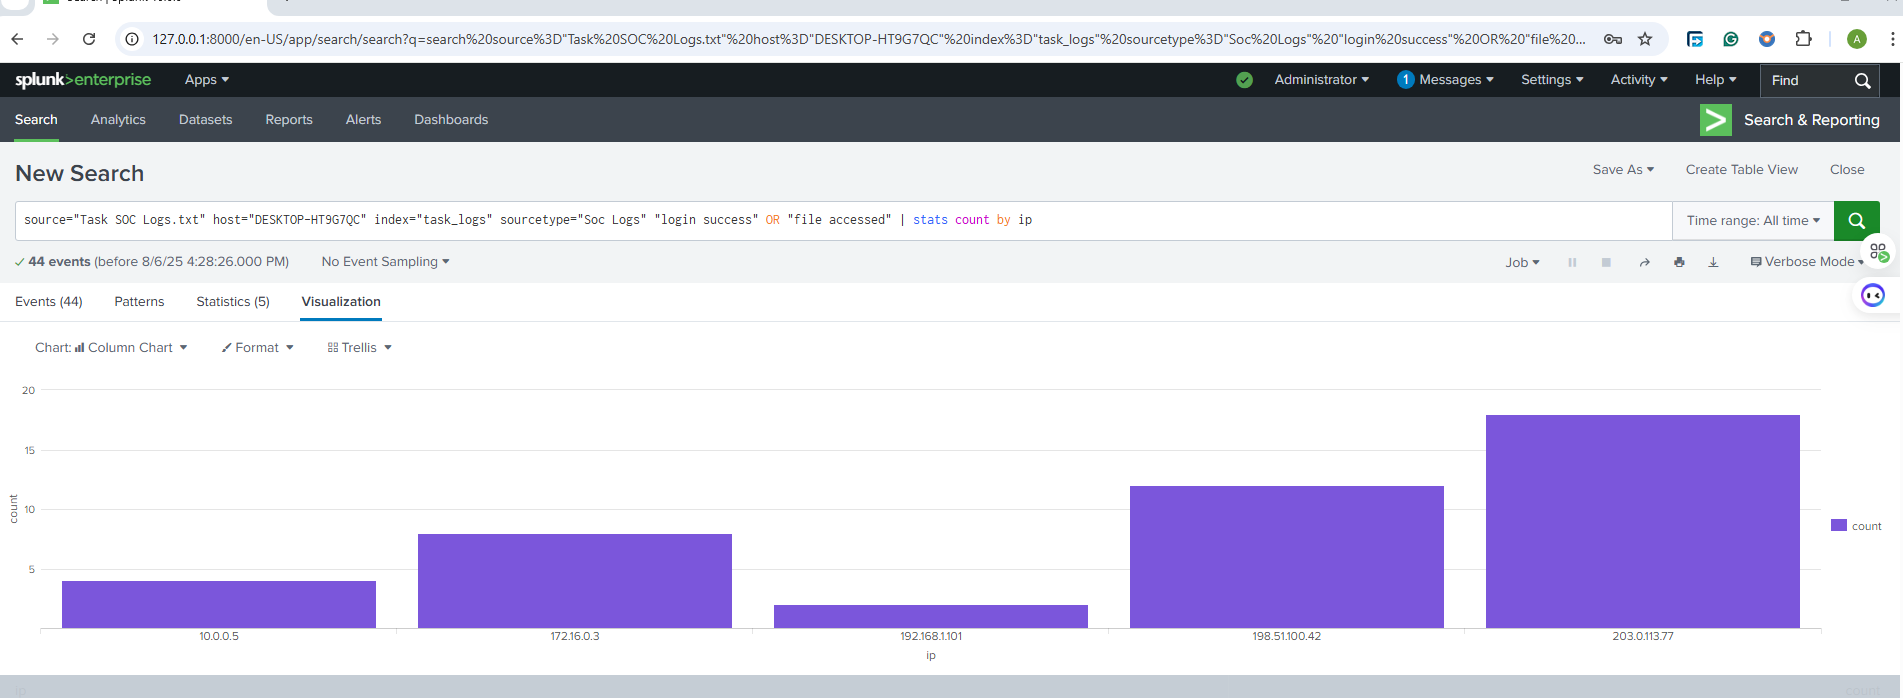 127.0.0.1:8000/en-US/app/search/search?q=search%20source%3D"Task%20SOC%20Logs.txt"%20host%3D"DESKTOP-HT9G7QC"%20index%3D"task_logs"%20sourcetype%3D"Soc%20Logs"%20"login%20success"%20OR%20"file%20...
A
splunk>enterprise Apps Administrator 1 Messages Settings Activity Help Find
Search Analytics Datasets Reports Alerts Dashboards Search & Reporting
New Search Save As Create Table View Close
source="Task SOC Logs.txt" host="DESKTOP-HT9G7QC" index="task_logs" sourcetype="Soc Logs" "login success" OR "file accessed" | stats count by ip Time range: All time
44 events (before 8/6/25 4:28:26.000 PM) No Event Sampling Job Verbose Mode
Events (44) Patterns Statistics (5) Visualization
Chart: Column Chart Format Trellis
20
15
10
5
count
count
10.0.0.5 172.16.0.3 192.168.1.101 198.51.100.42 203.0.113.77
ip
ip count